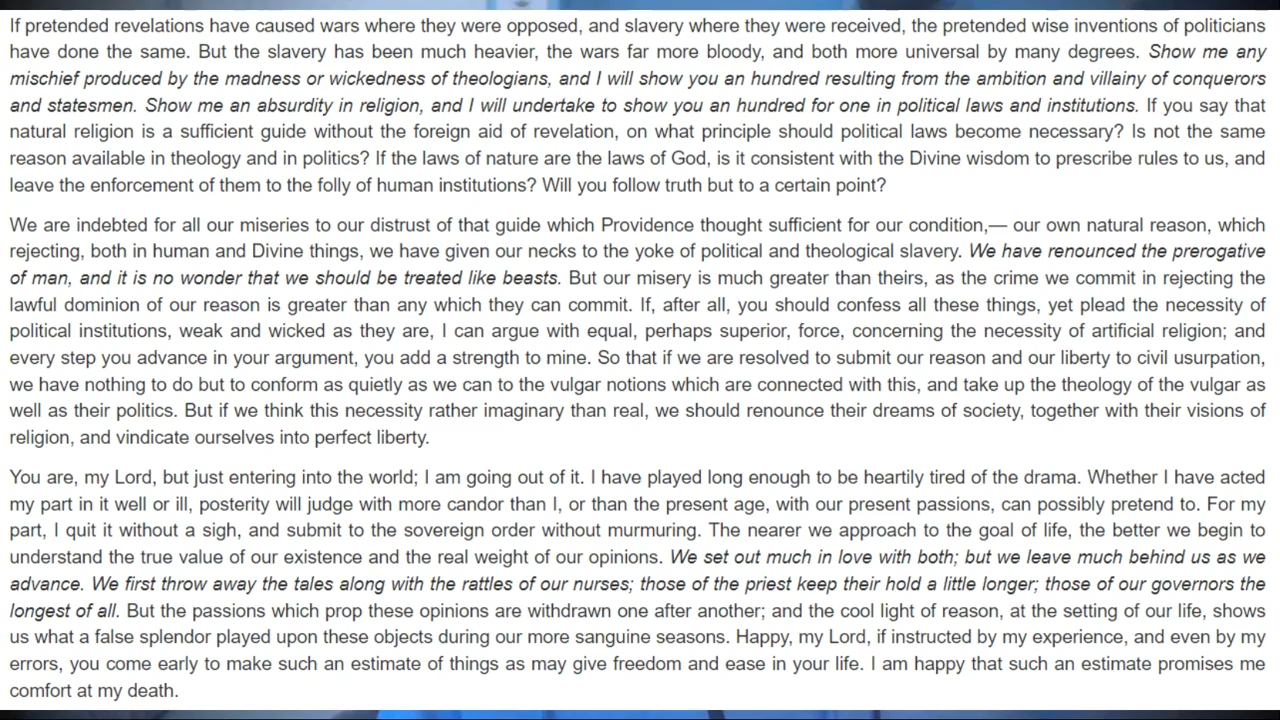 If pretended revelations have caused wars where they were opposed, and slavery where they were received, the pretended wise inventions of politicians
have done the same. But the slavery has been much heavier, the wars far more bloody, and both more universal by many degrees. Show me any
mischief produced by the madness or wickedness of theologians, and I will show you an hundred resulting from the ambition and villainy of conquerors
and statesmen. Show me an absurdity in religion, and I will undertake to show you an hundred for one in political laws and institutions. If you say that
natural religion is a sufficient guide without the foreign aid of revelation, on what principle should political laws become necessary? Is not the same
reason available in theology and in politics? If the laws of nature are the laws of God, is it consistent with the Divine wisdom to prescribe rules to us, and
leave the enforcement of them to the folly of human institutions? Will you follow truth but to a certain point?
We are indebted for all our miseries to our distrust of that guide which Providence thought sufficient for our condition,— our own natural reason, which
rejecting, both in human and Divine things, we have given our necks to the yoke of political and theological slavery. We have renounced the prerogative
of man, and it is no wonder that we should be treated like beasts. But our misery is much greater than theirs, as the crime we commit in rejecting the
lawful dominion of our reason is greater than any which they can commit. If, after all, you should confess all these things, yet plead the necessity of
political institutions, weak and wicked as they are, I can argue with equal, perhaps superior, force, concerning the necessity of artificial religion; and
every step you advance in your argument, you add a strength to mine. So that if we are resolved to submit our reason and our liberty to civil usurpation,
we have nothing to do but to conform as quietly as we can to the vulgar notions which are connected with this, and take up the theology of the vulgar as
well as their politics. But if we think this necessity rather imaginary than real, we should renounce their dreams of society, together with their visions of
religion, and vindicate ourselves into perfect liberty.
You are, my Lord, but just entering into the world; I am going out of it. I have played long enough to be heartily tired of the drama. Whether I have acted
my part in it well or ill, posterity will judge with more candor than I, or than the present age, with our present passions, can possibly pretend to. For my
part, I quit it without a sigh, and submit to the sovereign order without murmuring. The nearer we approach to the goal of life, the better we begin to
understand the true value of our existence and the real weight of our opinions. We set out much in love with both; but we leave much behind us as we
advance. We first throw away the tales along with the rattles of our nurses; those of the priest keep their hold a little longer; those of our governors the
longest of all. But the passions which prop these opinions are withdrawn one after another; and the cool light of reason, at the setting of our life, shows
us what a false splendor played upon these objects during our more sanguine seasons. Happy, my Lord, if instructed by my experience, and even by my
errors, you come early to make such an estimate of things as may give freedom and ease in your life. I am happy that such an estimate promises me
comfort at my death.